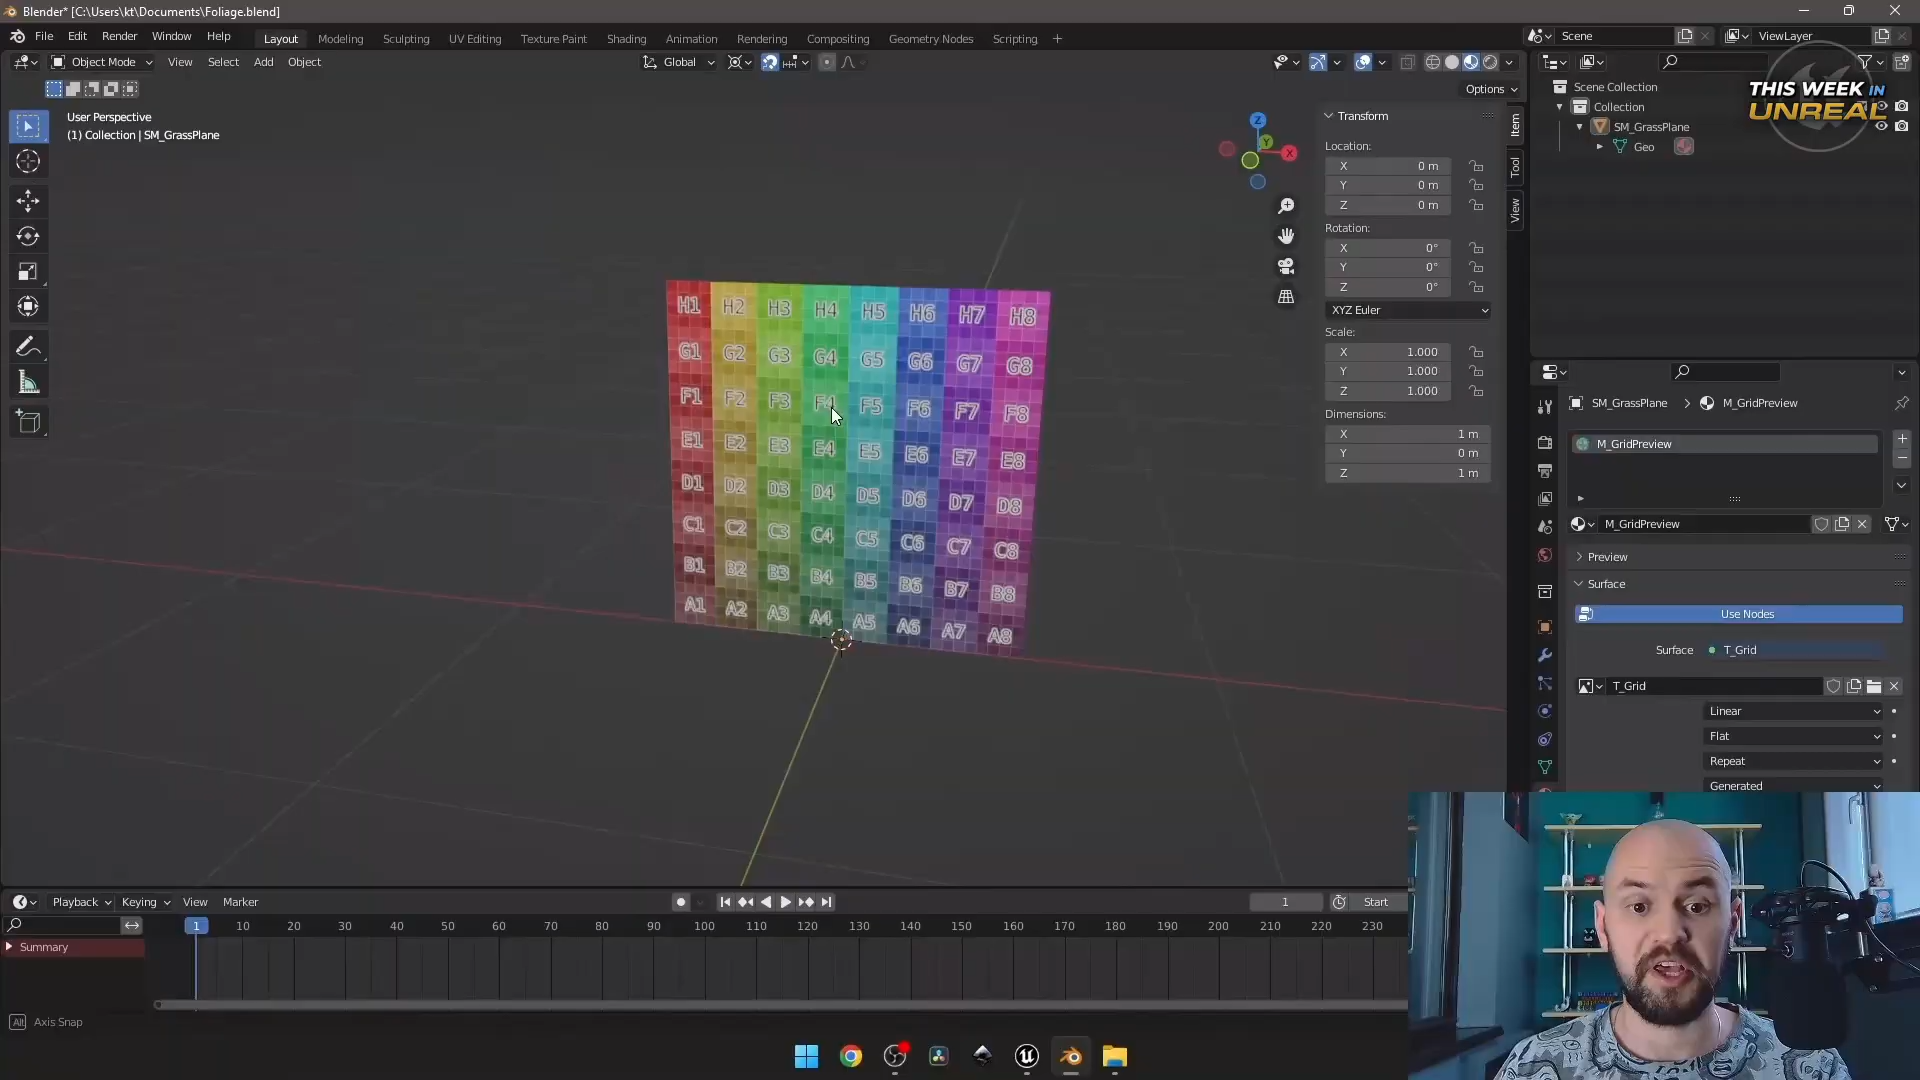 Blender* [C:\Users\kt\Documents\Foliage.blend]
File Edit Render Window Help
Layout Modeling Sculpting UV Editing Texture Paint Shading Animation Rendering Compositing Geometry Nodes Scripting +
Scene
ViewLayer
Object Mode View Select Add Object
Global
Options
User Perspective
(1) Collection | SM_GrassPlane
Z
Y
X
H1 H2 H3 H4 H5 H6 H7 H8
G1 G2 G3 G4 G5 G6 G7 G8
F1 F2 F3 F4 F5 F6 F7 F8
E1 E2 E3 E4 E5 E6 E7 E8
D1 D2 D3 D4 D5 D6 D7 D8
C1 C2 C3 C4 C5 C6 C7 C8
B1 B2 B3 B4 B5 B6 B7 B8
A1 A2 A3 A4 A5 A6 A7 A8
Transform
Location:
X 0 m
Y 0 m
Z 0 m
Rotation:
X 0°
Y 0°
Z 0°
XYZ Euler
Scale:
X 1.000
Y 1.000
Z 1.000
Dimensions:
X 1 m
Y 0 m
Z 1 m
Item
Tool
View
Scene Collection
Collection
SM_GrassPlane
Geo
THIS WEEK IN
UNREAL
SM_GrassPlane > M_GridPreview
M_GridPreview
M_GridPreview
Preview
Surface
Use Nodes
Surface T_Grid
T_Grid
Linear
Flat
Repeat
Generated
Playback Keying View Marker
1
Start
1 10 20 30 40 50 60 70 80 90 100 110 120 130 140 150 160 170 180 190 200 210 220 230
Summary
Alt Axis Snap